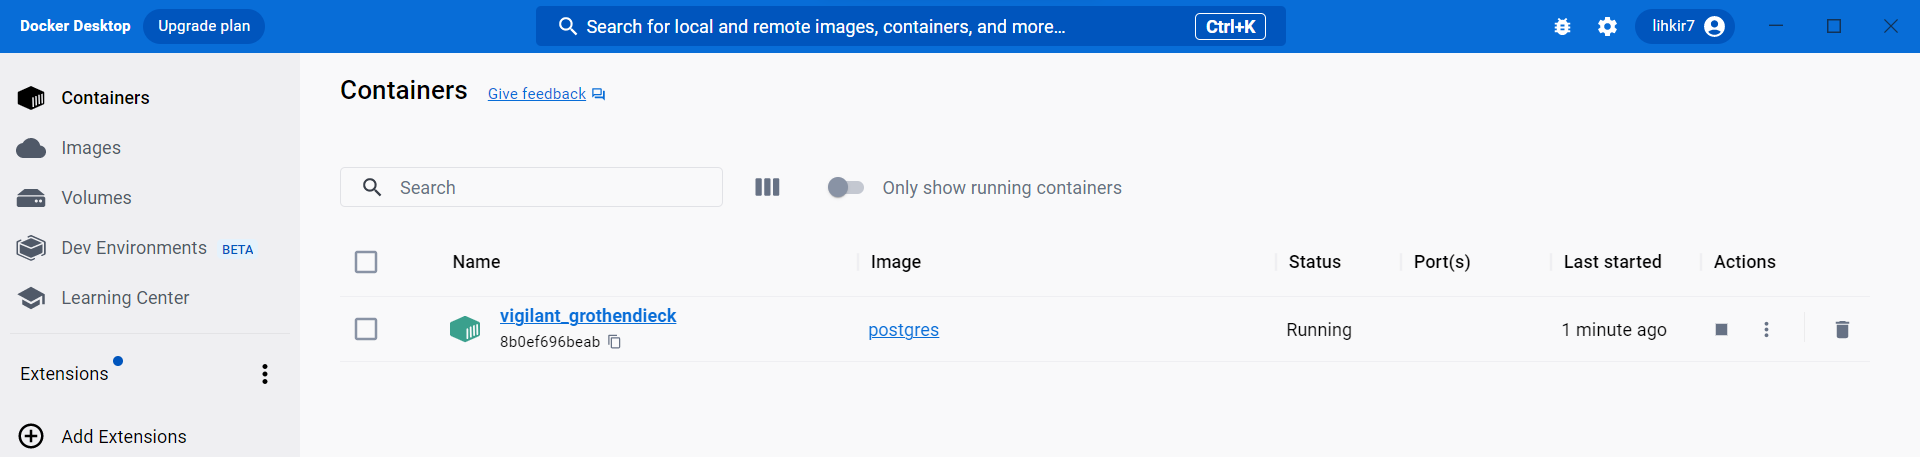 Docker Desktop Upgrade plan Search for local and remote images, containers, and more... Ctrl+K lihkir7
Containers
Images
Volumes
Dev Environments BETA
Learning Center
Extensions
Add Extensions
Containers Give feedback
Search Only show running containers
Name Image Status Port(s) Last started Actions
vigilant_grothendieck postgres Running 1 minute ago
8b0ef696beab